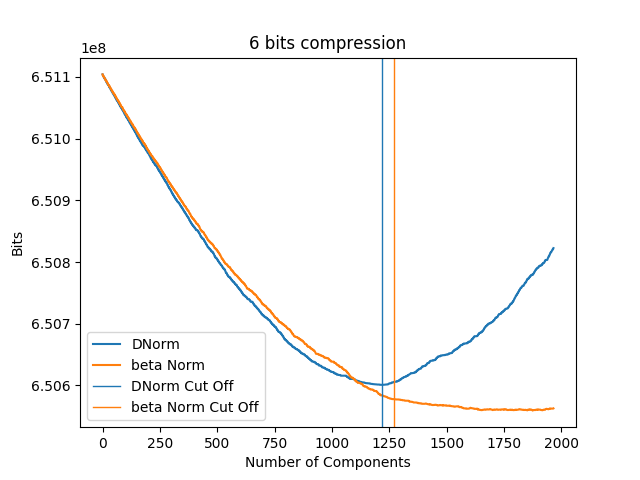 6 bits compression
1e8
6.511
6.510
6.509
6.508
6.507
6.506
Bits
DNorm
beta Norm
DNorm Cut Off
beta Norm Cut Off
0 250 500 750 1000 1250 1500 1750 2000
Number of Components